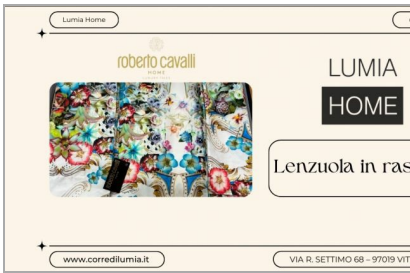 Lumia Home
roberto cavalli
HOME
LUMIA
HOME
Lenzuola in ras
www.corredilumia.it
VIA R. SETTIMO 68 – 97019 VIT